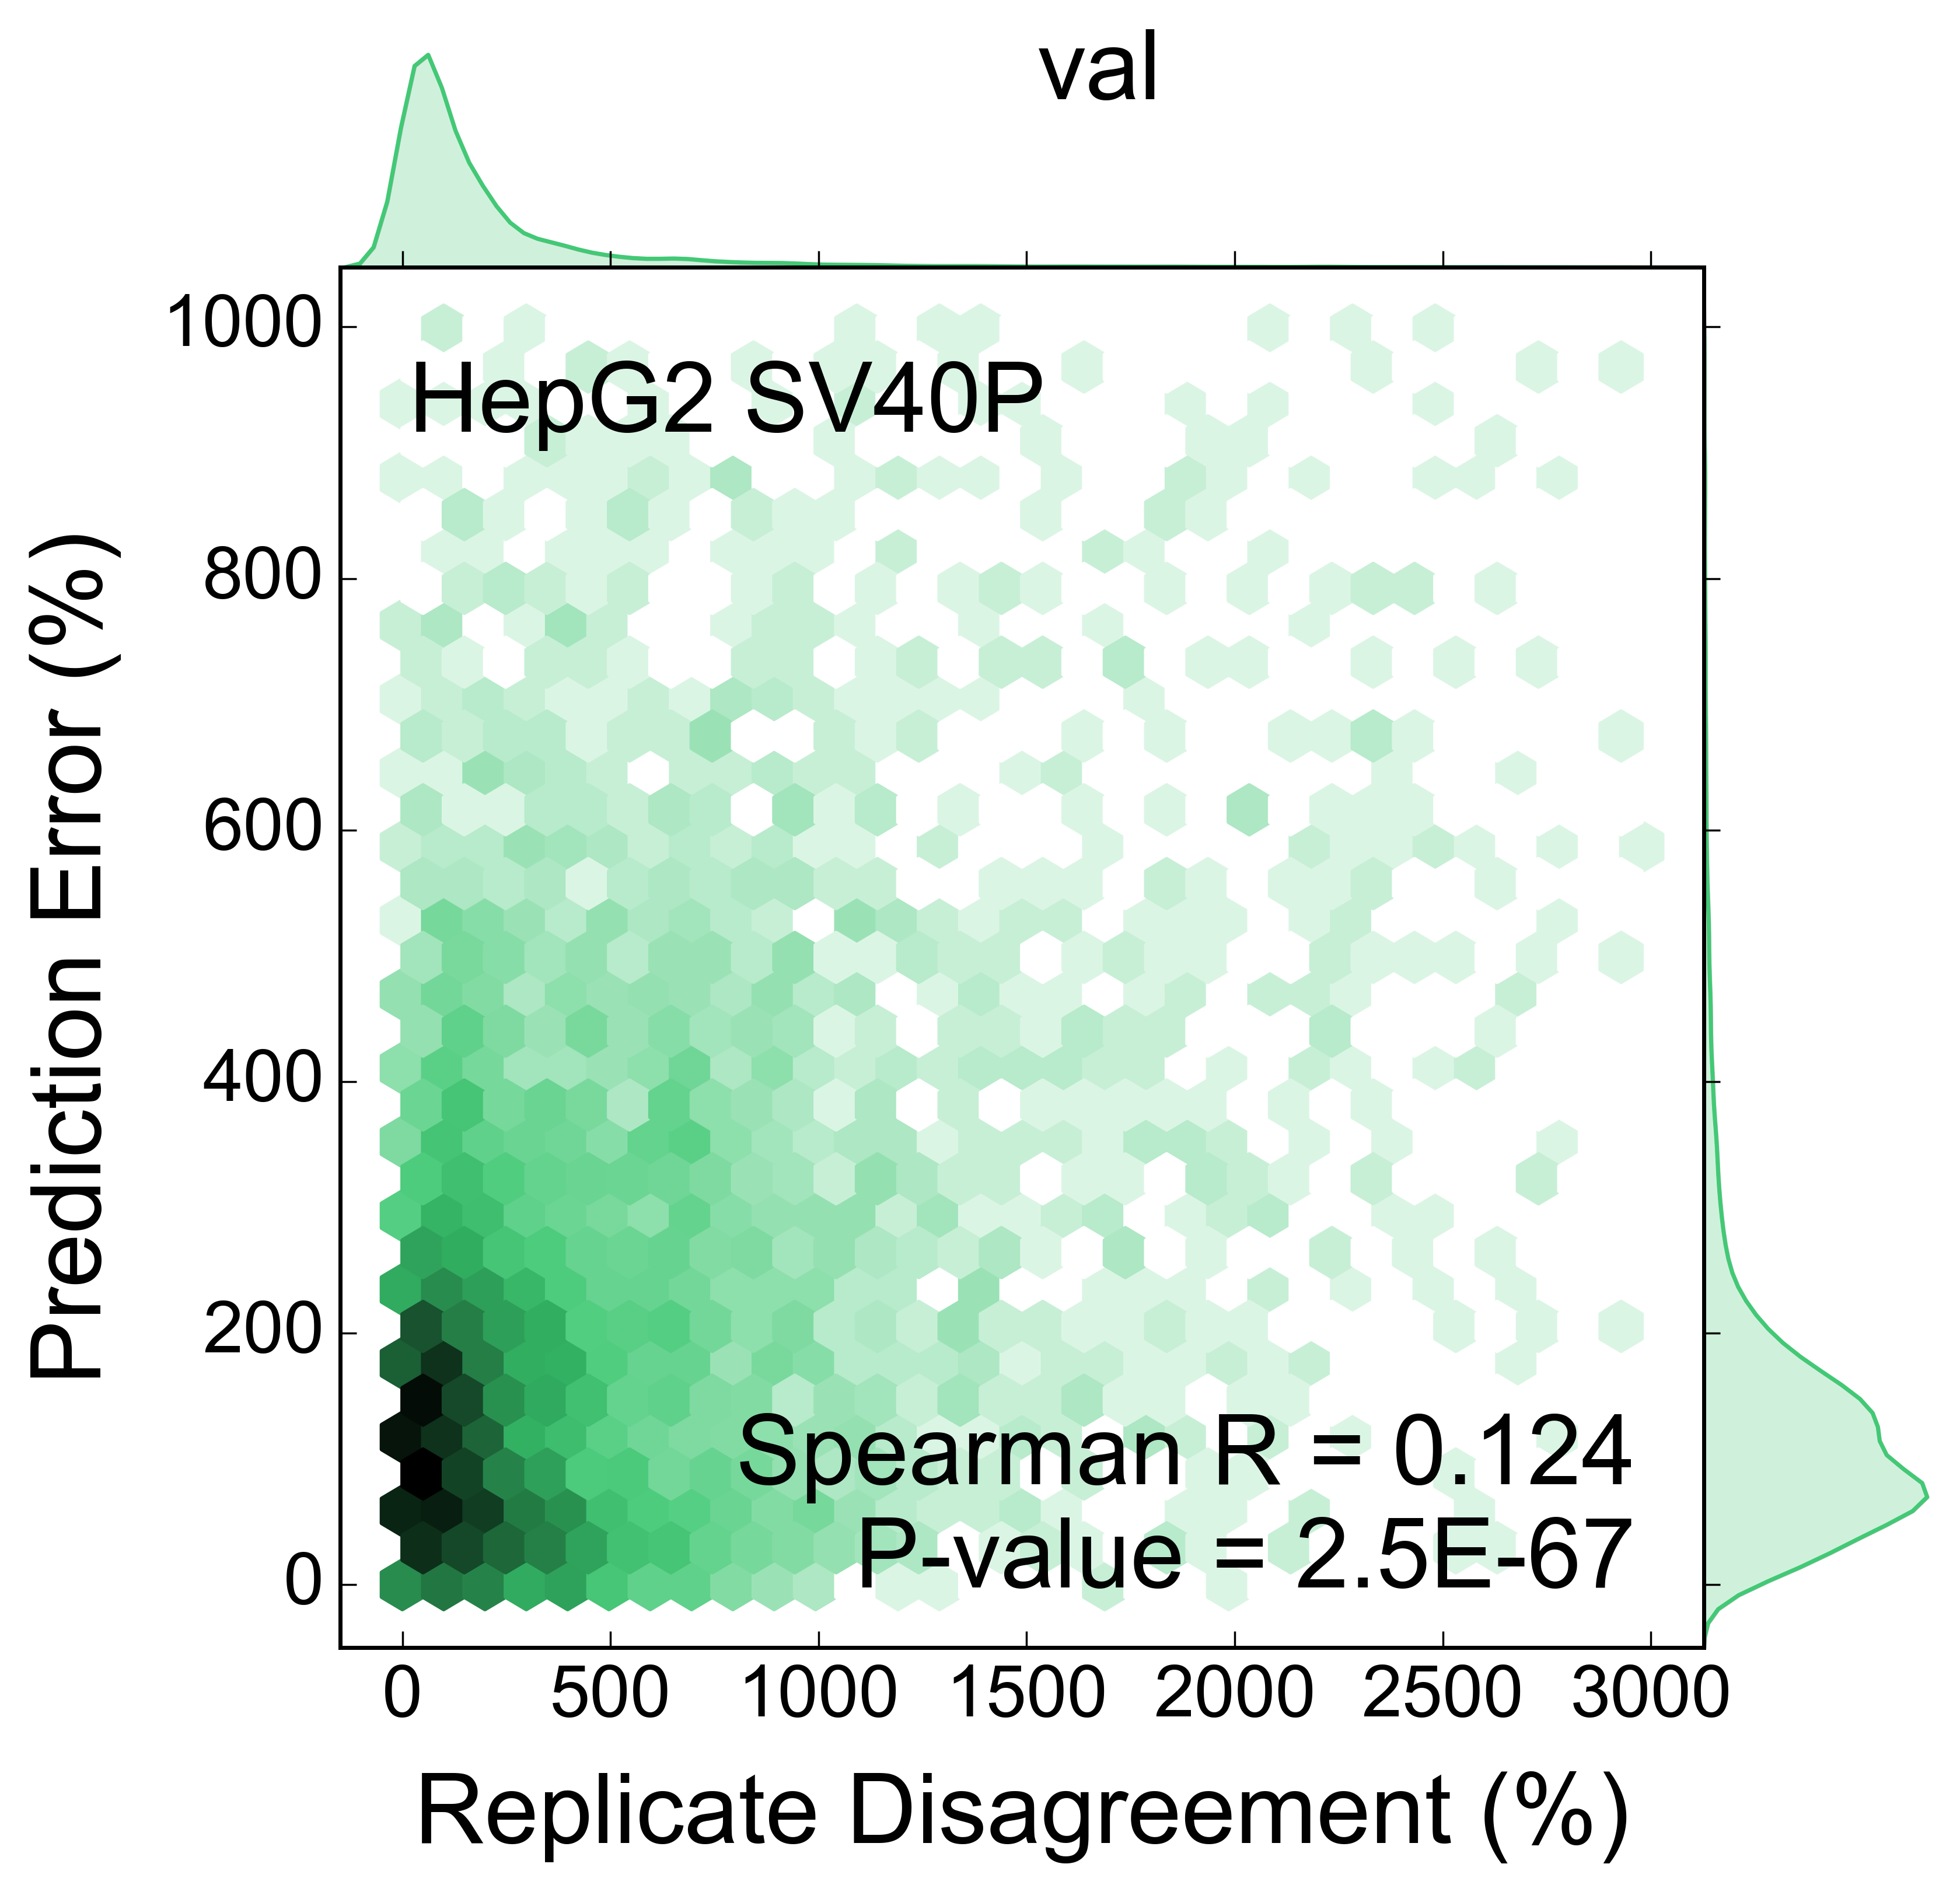 val
1000
800
600
400
200
0
Prediction Error (%)
HepG2 SV40P
Spearman R = 0.124
P-value = 2.5E-67
0 500 1000 1500 2000 2500 3000
Replicate Disagreement (%)